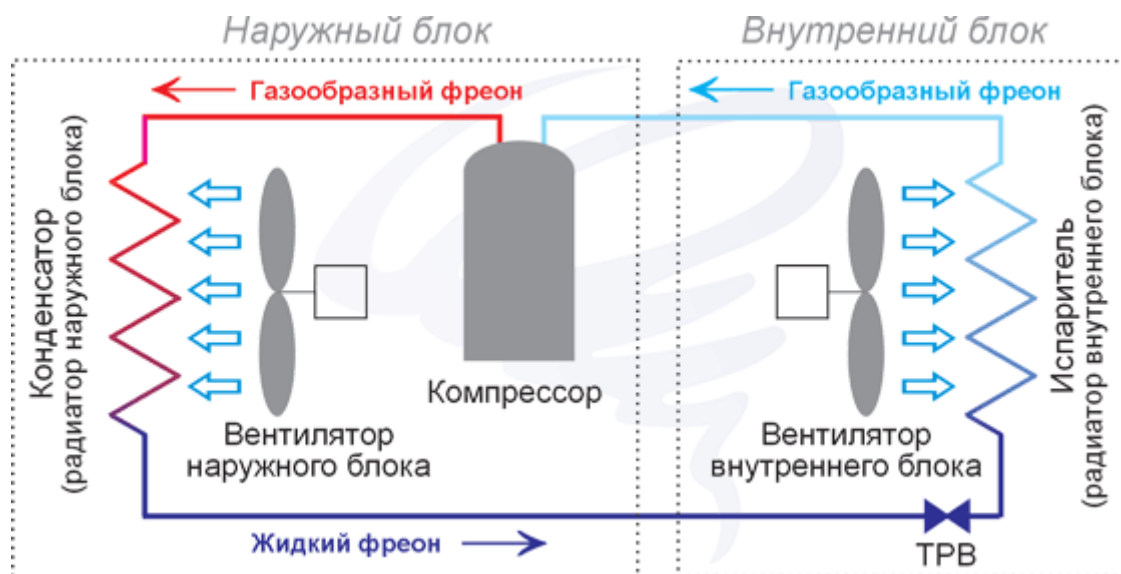 Наружный блок
Внутренний блок
Газообразный фреон
Газообразный фреон
Конденсатор
(радиатор наружного блока)
Компрессор
Вентилятор
наружного блока
Вентилятор
внутреннего блока
Испаритель
(радиатор внутреннего блока)
Жидкий фреон
ТРВ